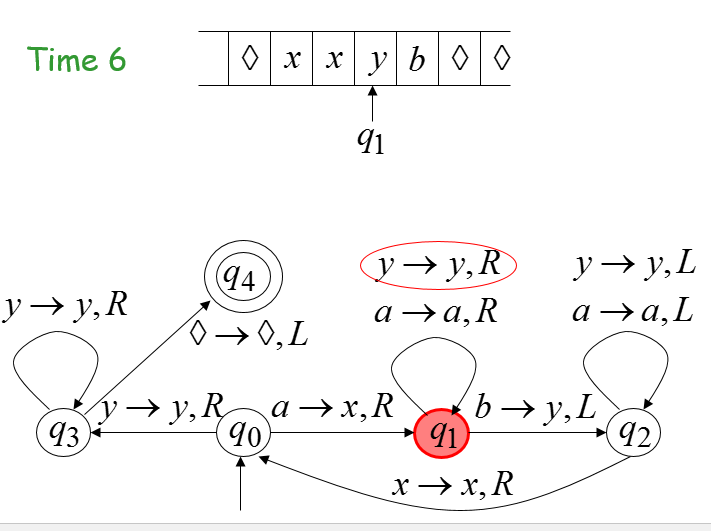 Time 6
◊ x x y b ◊ ◊
q₁
y → y, R
y → y, L
q₄
y → y, R
a → a, R
a → a, L
◊ → ◊, L
y → y, R
a → x, R
b → y, L
q₃
q₀
q₁
q₂
x → x, R